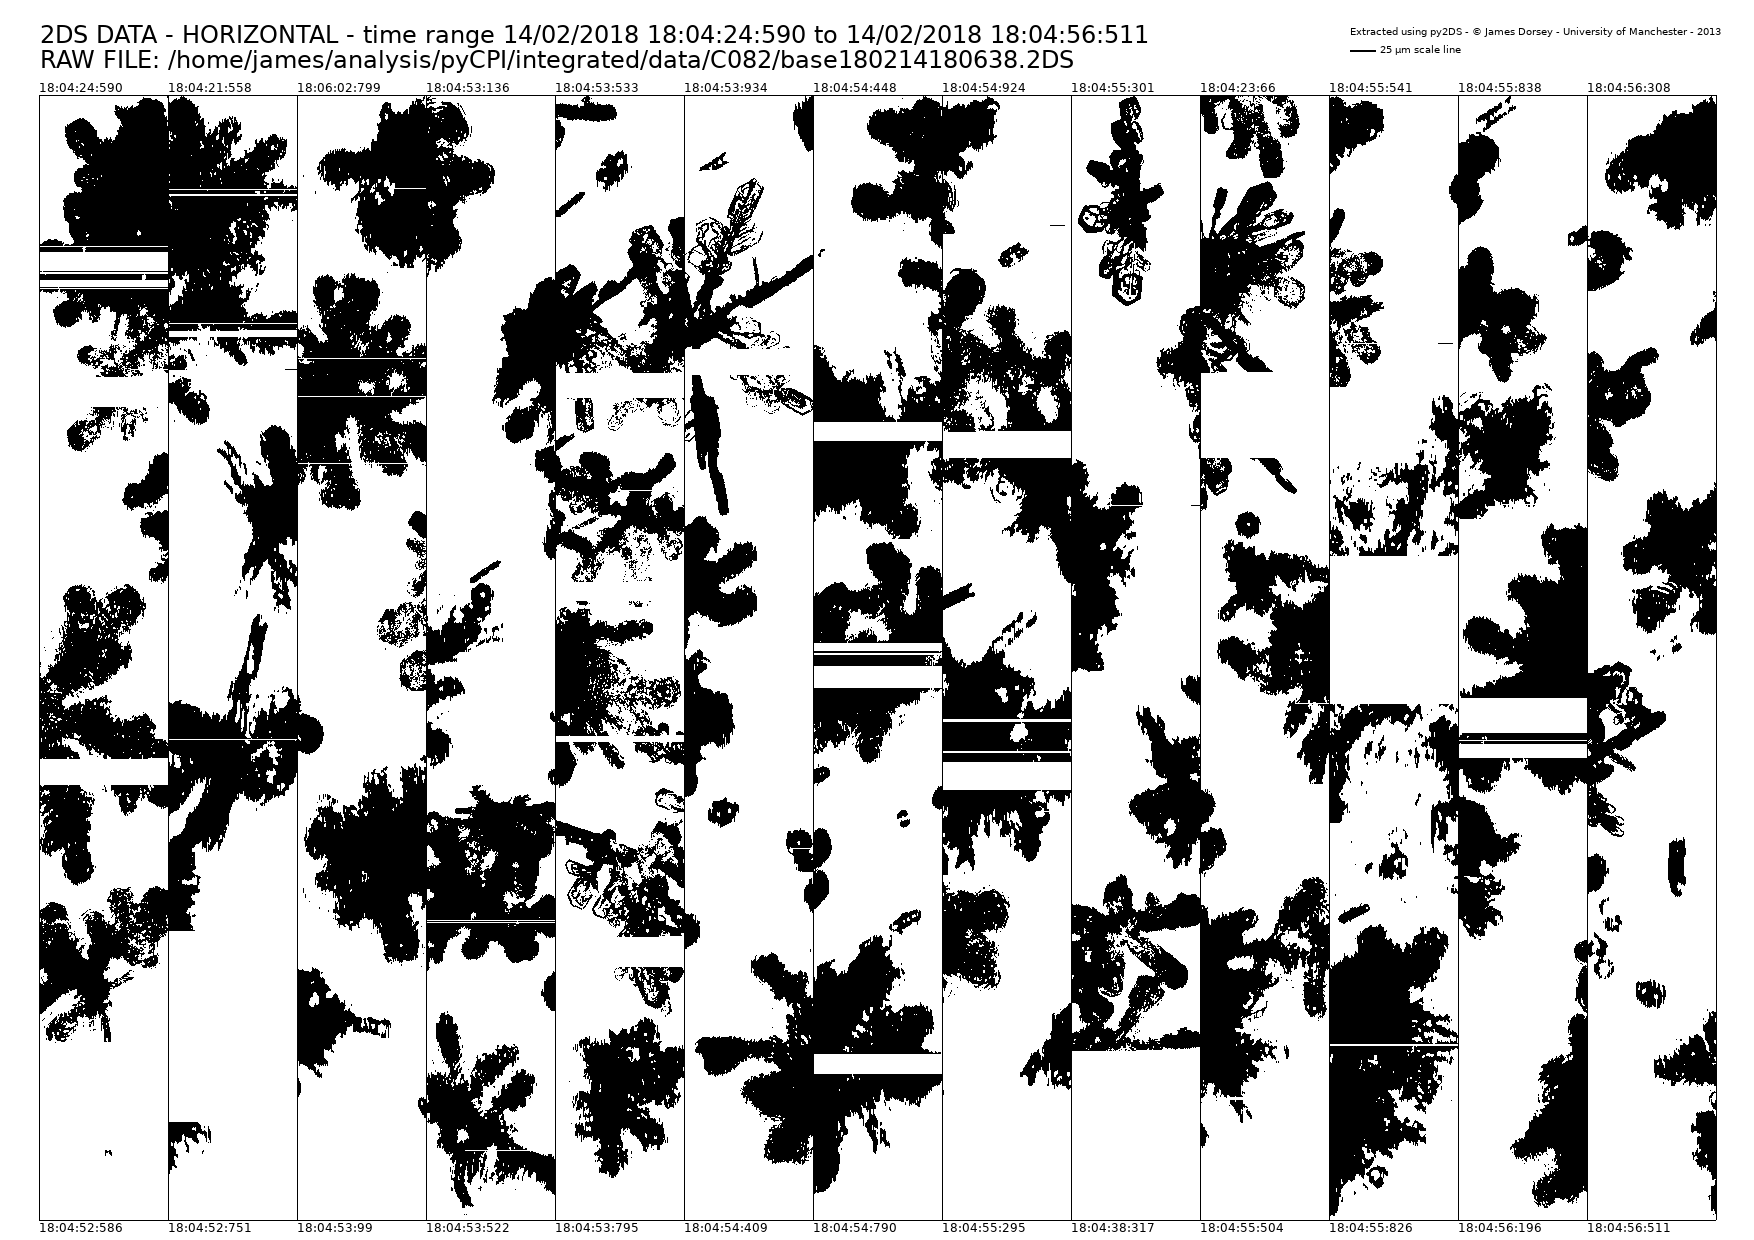 2DS DATA - HORIZONTAL - time range 14/02/2018 18:04:24:590 to 14/02/2018 18:04:56:511
RAW FILE: /home/james/analysis/pyCPI/integrated/data/C082/base180214180638.2DS
Extracted using py2DS - © James Dorsey - University of Manchester - 2013
25 μm scale line
18:04:24:590 18:04:21:558 18:06:02:799 18:04:53:136 18:04:53:533 18:04:53:934 18:04:54:448 18:04:54:924 18:04:55:301 18:04:23:66 18:04:55:541 18:04:55:838 18:04:56:308
18:04:52:586 18:04:52:751 18:04:53:99 18:04:53:522 18:04:53:795 18:04:54:409 18:04:54:790 18:04:55:295 18:04:38:317 18:04:55:504 18:04:55:826 18:04:56:196 18:04:56:511